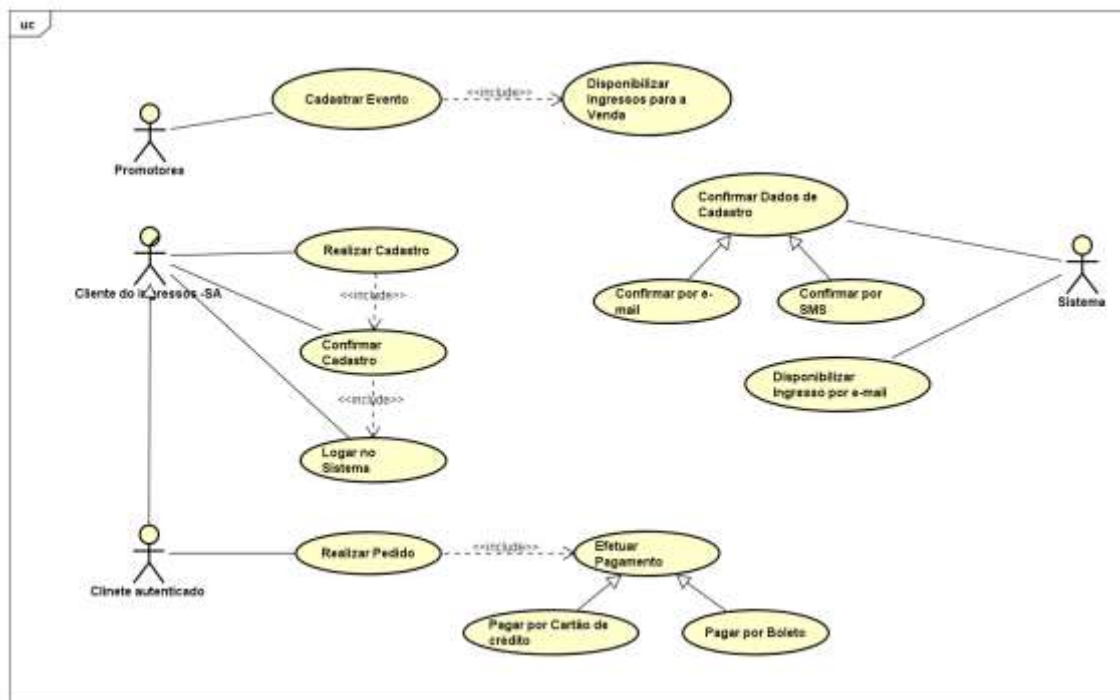 uc
Cadastrar Evento
<<include>>
Disponibilizar
Ingressos para a
Venda
Promotorea
Confirmar Dados de
Cadastro
Realizar Cadastro
Cliente do ingressos -SA
<<include>>
Confirmar por e-
mail
Confirmar por
SMS
Sistema
Confirmar
Cadastro
Disponibilizar
Ingresso por e-mail
<<include>>
Logar no
Sistema
Realizar Pedido
<<include>>
Efetuar
Pagamento
Clinete autenticado
Pagar por Cartão de
crédito
Pagar por Boleto